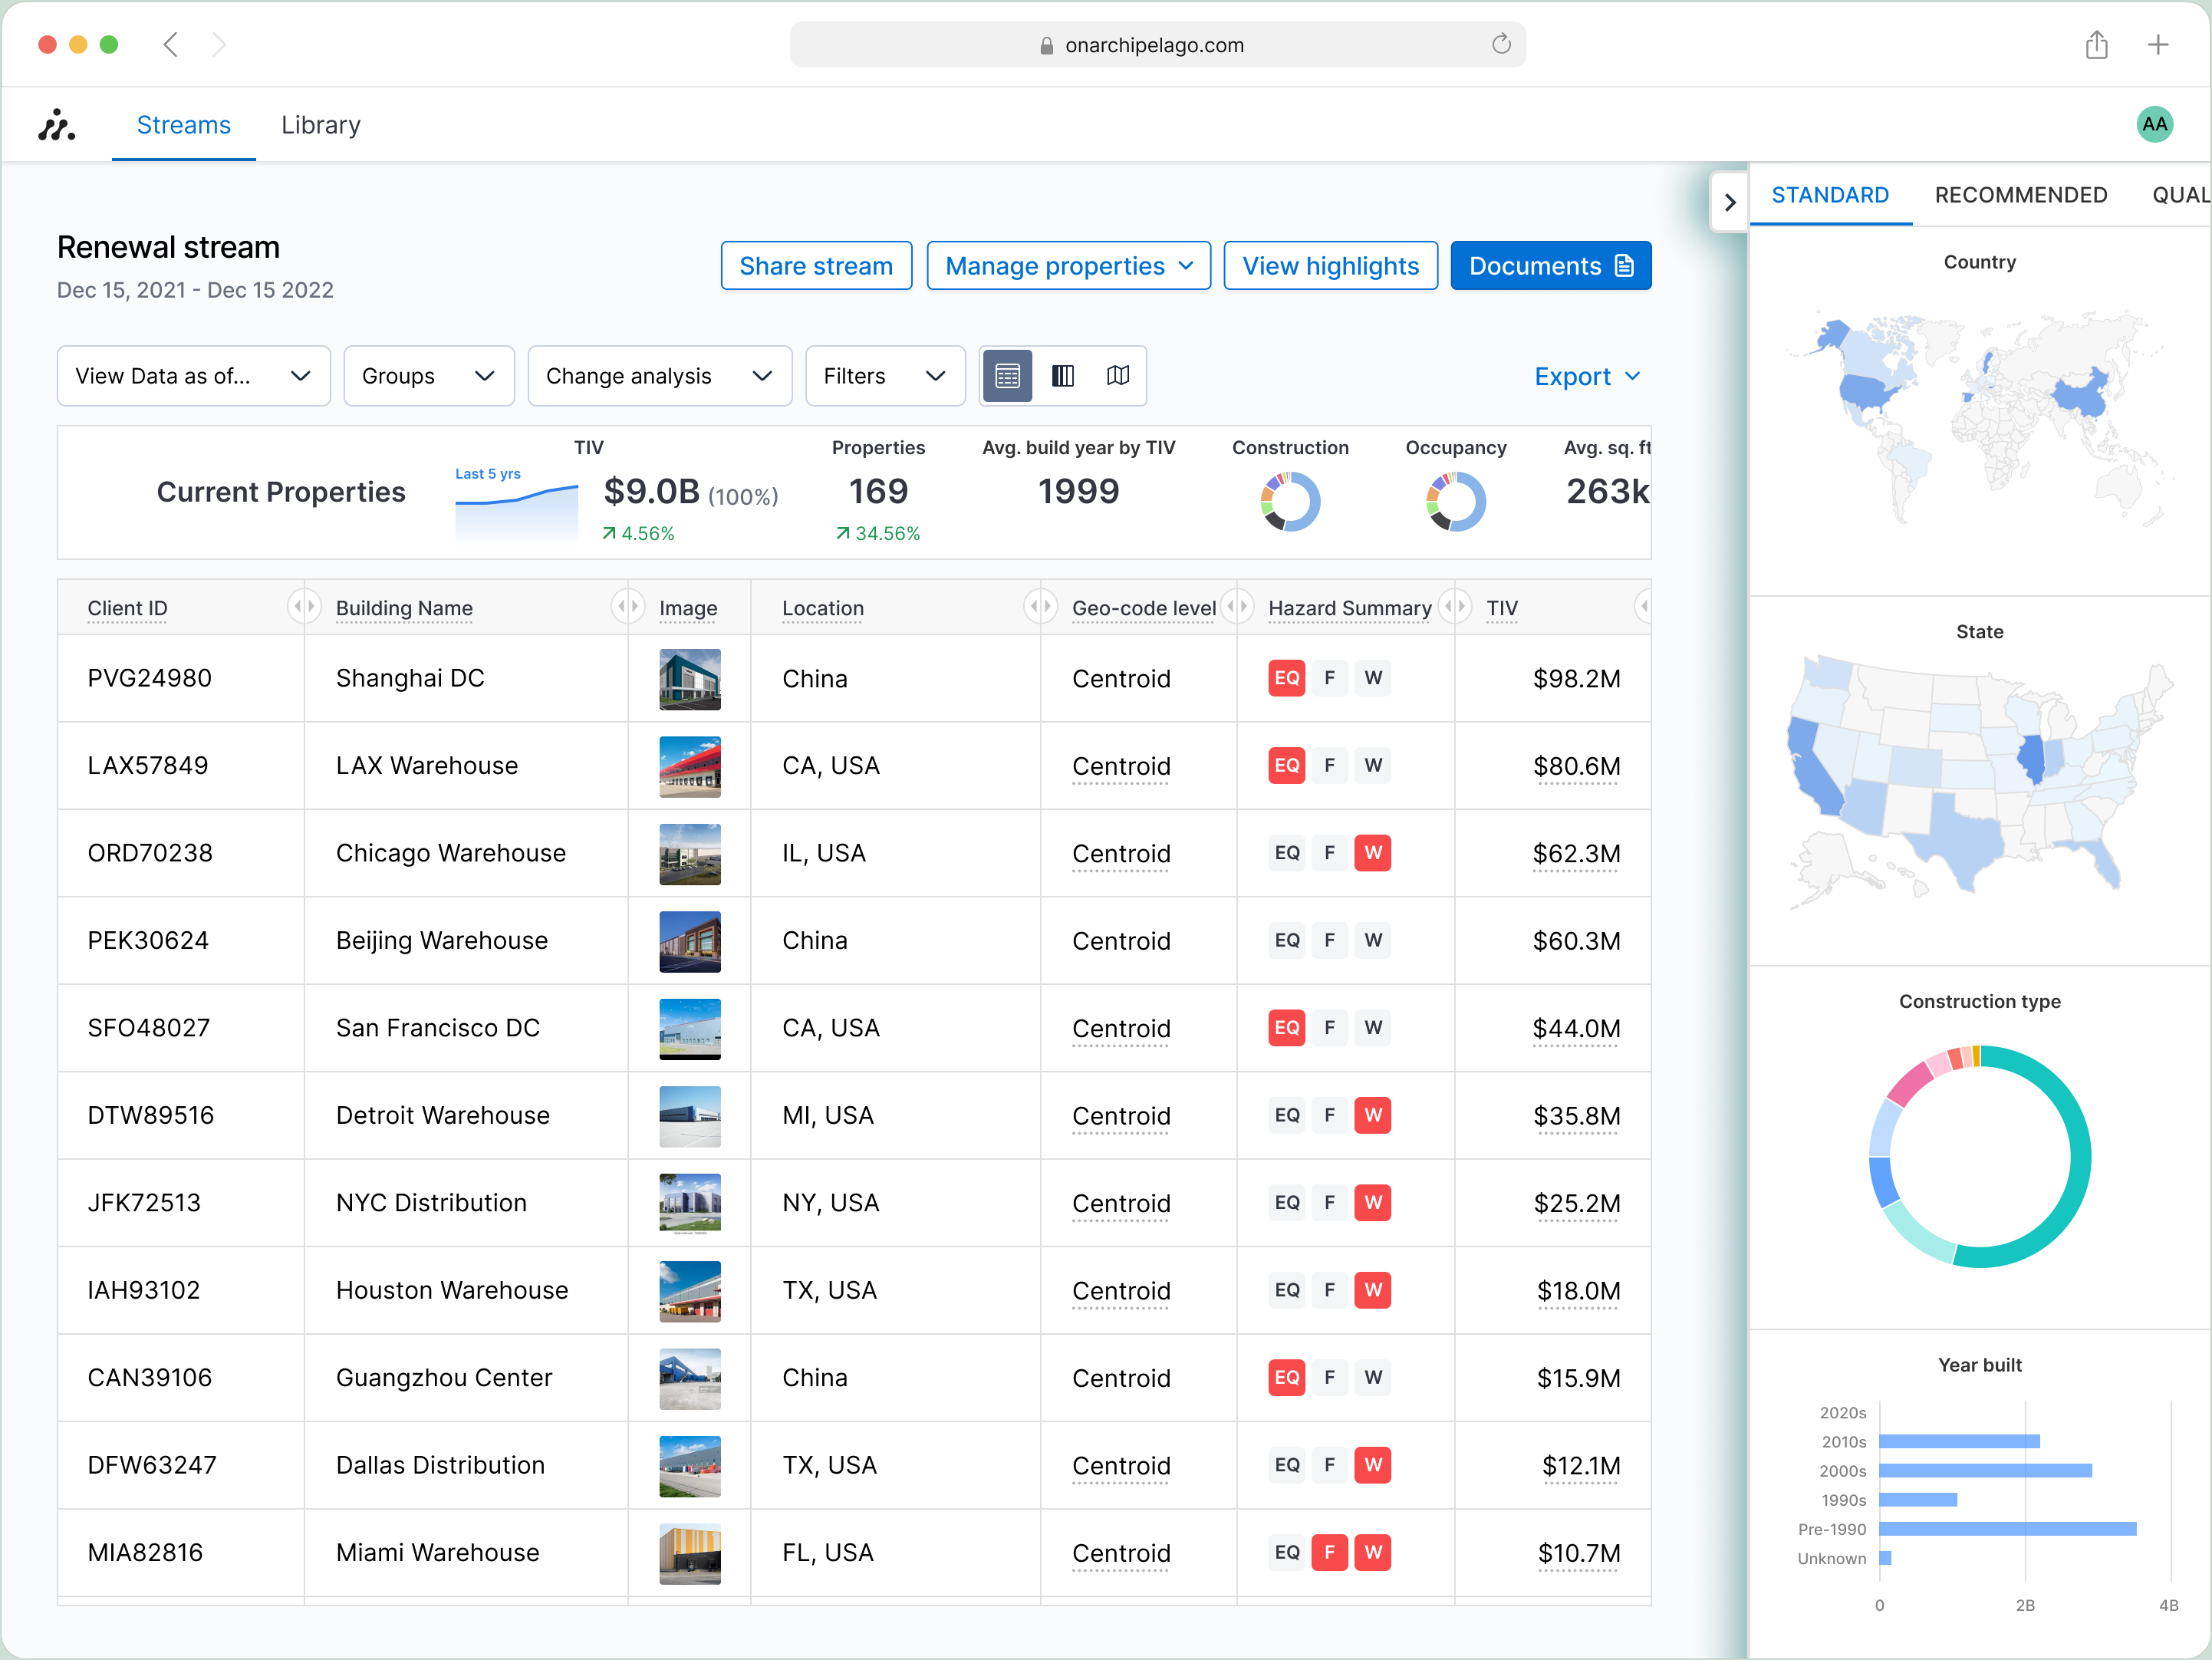 onarchipelago.com
Streams
Library
AA
Renewal stream
Dec 15, 2021 - Dec 15 2022
Share stream
Manage properties
View highlights
Documents
View Data as of...
Groups
Change analysis
Filters
Export
Current Properties
TIV
Last 5 yrs
$9.0B (100%)
4.56%
Properties
169
34.56%
Avg. build year by TIV
1999
Construction
Occupancy
Avg. sq. ft
263k
Client ID Building Name Image Location Geo-code level Hazard Summary TIV
PVG24980 Shanghai DC China Centroid EQ F W $98.2M
LAX57849 LAX Warehouse CA, USA Centroid EQ F W $80.6M
ORD70238 Chicago Warehouse IL, USA Centroid EQ F W $62.3M
PEK30624 Beijing Warehouse China Centroid EQ F W $60.3M
SFO48027 San Francisco DC CA, USA Centroid EQ F W $44.0M
DTW89516 Detroit Warehouse MI, USA Centroid EQ F W $35.8M
JFK72513 NYC Distribution NY, USA Centroid EQ F W $25.2M
IAH93102 Houston Warehouse TX, USA Centroid EQ F W $18.0M
CAN39106 Guangzhou Center China Centroid EQ F W $15.9M
DFW63247 Dallas Distribution TX, USA Centroid EQ F W $12.1M
MIA82816 Miami Warehouse FL, USA Centroid EQ F W $10.7M
STANDARD
RECOMMENDED
QUAL
Country
State
Construction type
Year built
2020s
2010s
2000s
1990s
Pre-1990
Unknown
0 2B 4B